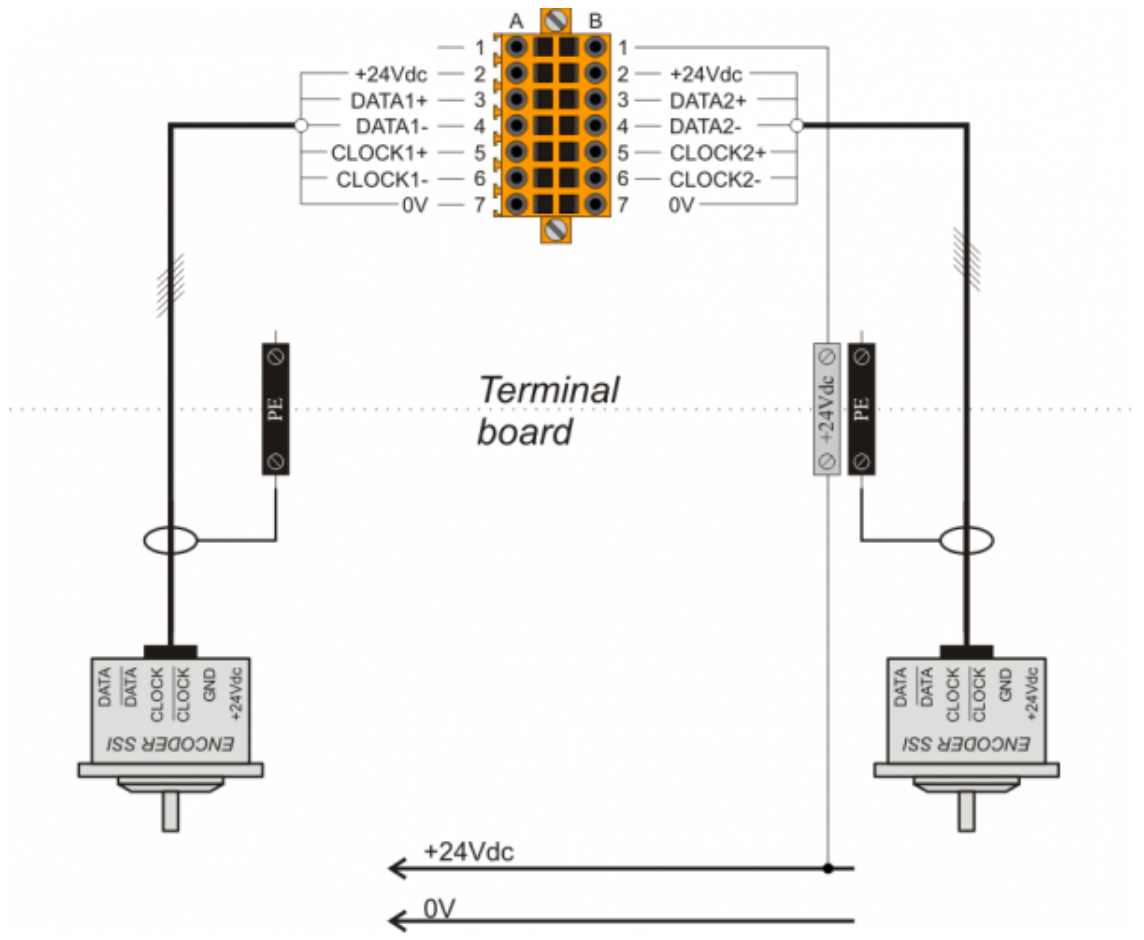 A B
1 1
+24Vdc 2 2 +24Vdc
DATA1+ 3 3 DATA2+
DATA1- 4 4 DATA2-
CLOCK1+ 5 5 CLOCK2+
CLOCK1- 6 6 CLOCK2-
0V 7 7 0V
PE
Terminal
board
+24Vdc
PE
DATA
DATA
CLOCK
CLOCK
GND
+24Vdc
ENCODER SSI
DATA
DATA
CLOCK
CLOCK
GND
+24Vdc
ENCODER SSI
+24Vdc
0V